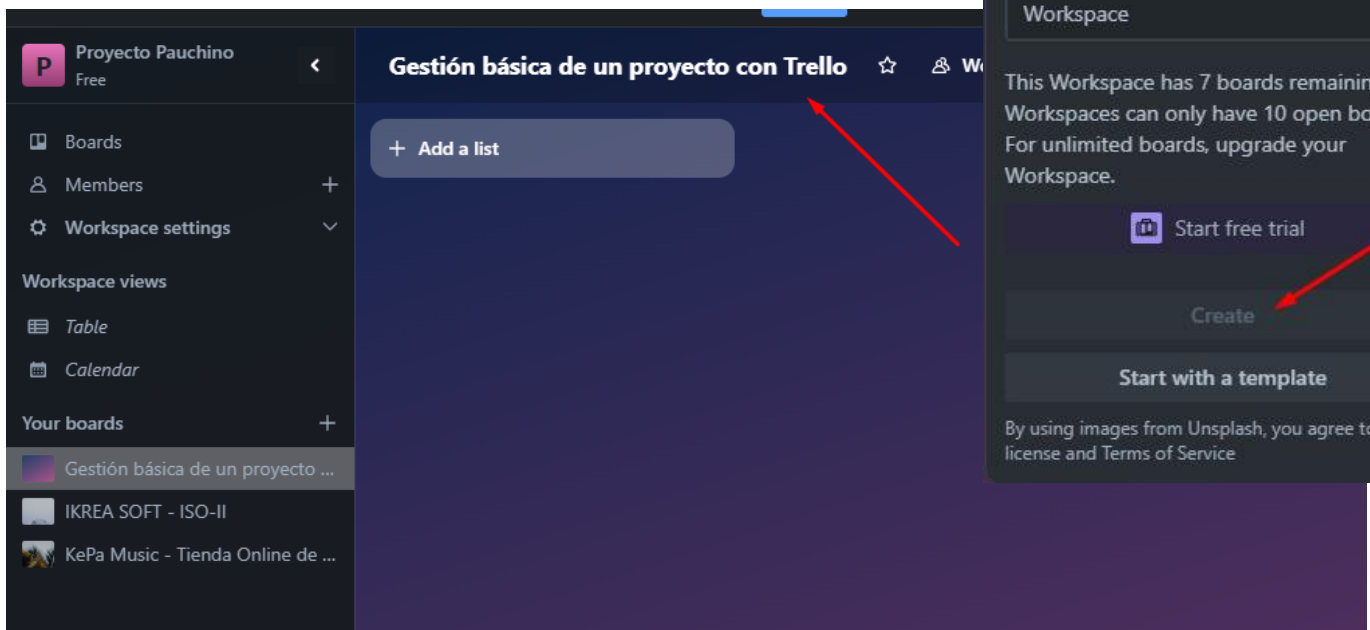 P
Proyecto Pauchino
Free
Boards
Members
Workspace settings
Workspace views
Table
Calendar
Your boards
Gestión básica de un proyecto ...
IKREA SOFT - ISO-II
KePa Music - Tienda Online de ...
Gestión básica de un proyecto con Trello
+ Add a list
Workspace
This Workspace has 7 boards
Workspaces can only have 10 open
For unlimited boards, upgrade your
Workspace.
Start free trial
Create
Start with a template
By using images from Unsplash, you agree
license and Terms of Service